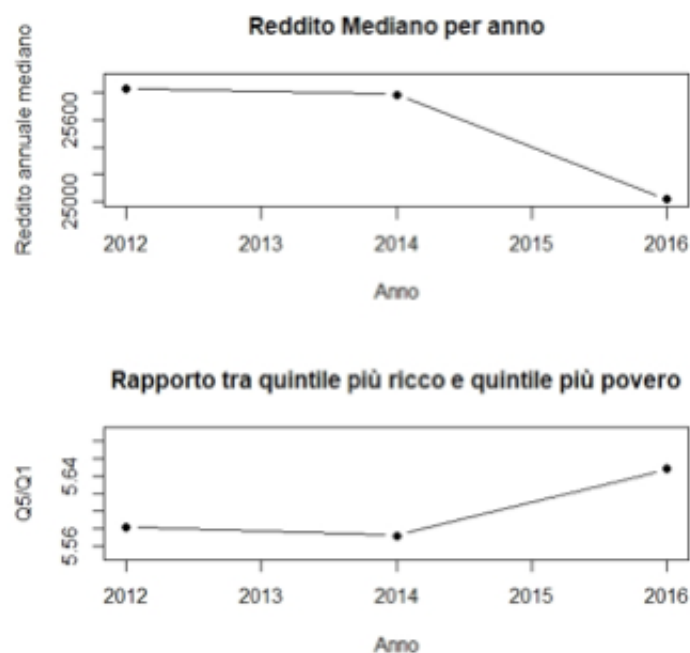 Reddito Mediano per anno
Reddito annuale mediano
25600
25000
2012 2013 2014 2015 2016
Anno
Rapporto tra quintile più ricco e quintile più povero
Q5/Q1
5.64
5.56
2012 2013 2014 2015 2016
Anno